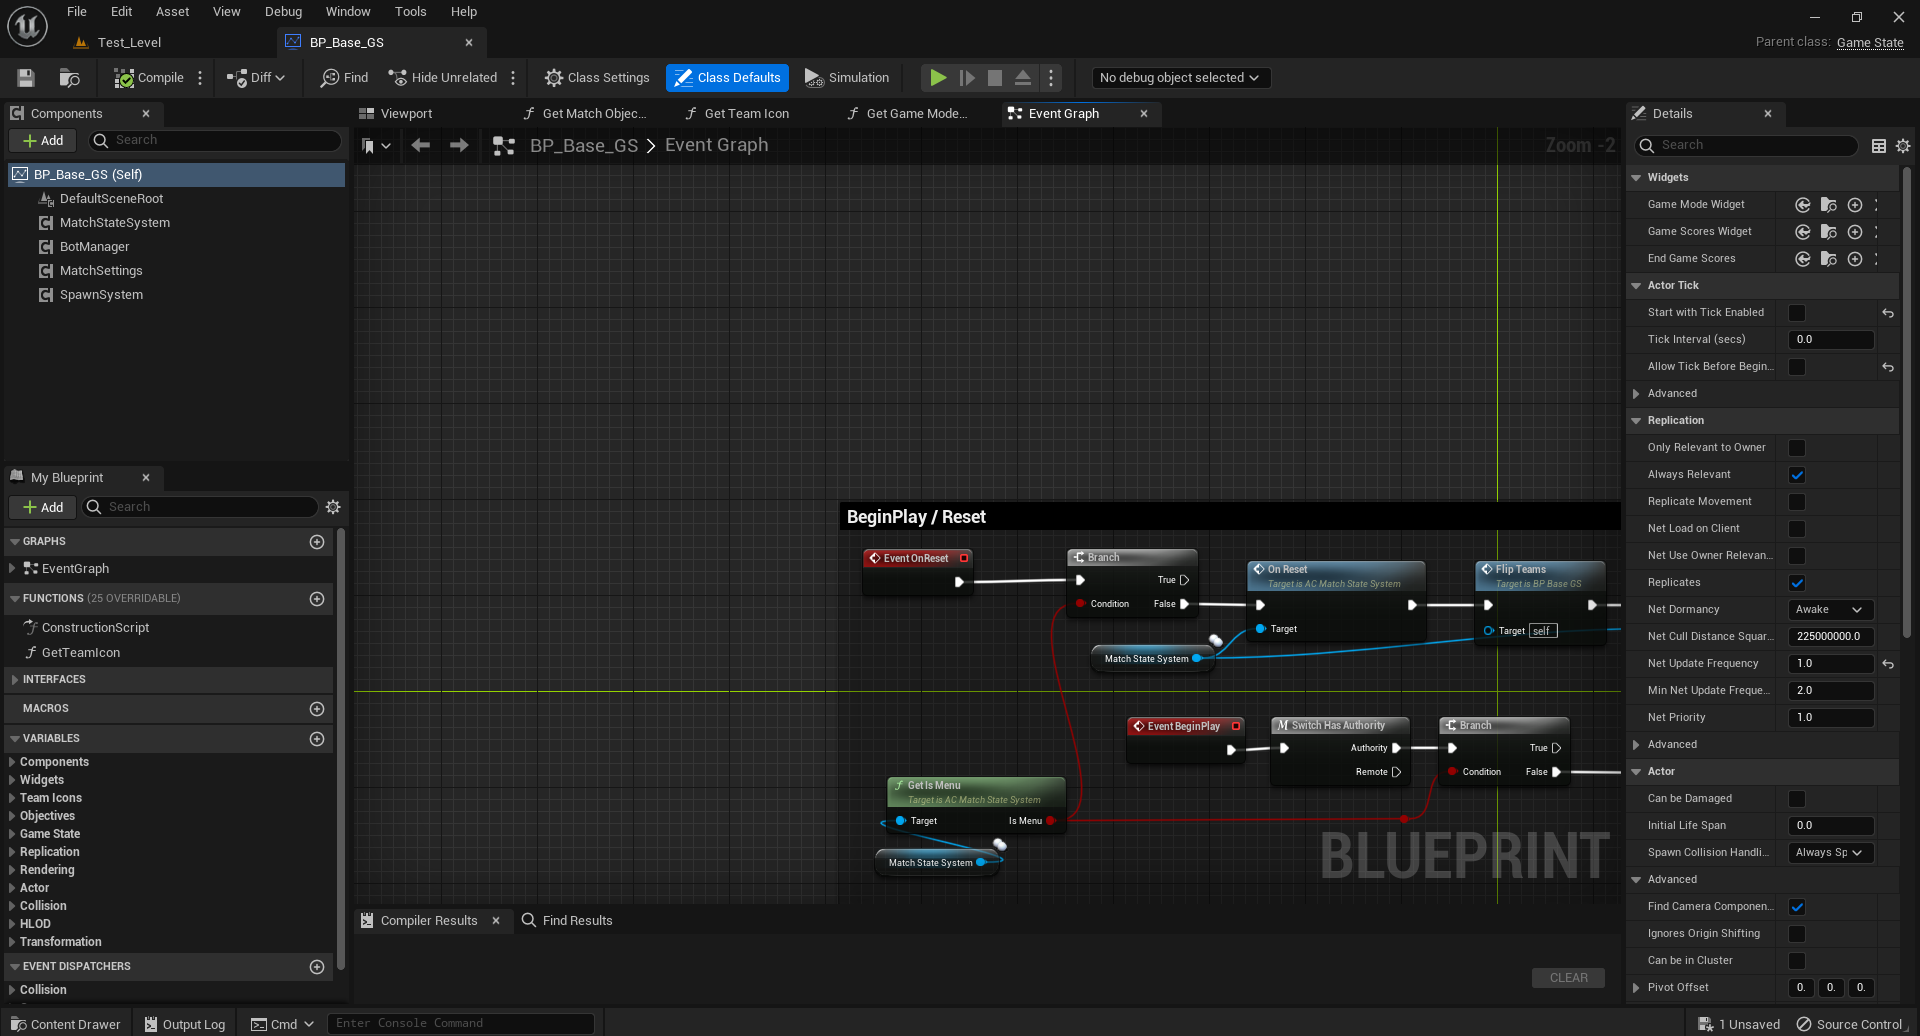 File Edit Asset View Debug Window Tools Help
Test_Level
BP_Base_GS
Parent class: Game State
Compile
Diff
Find
Hide Unrelated
Class Settings
Class Defaults
Simulation
No debug object selected
Components
Add
Search
BP_Base_GS (Self)
DefaultSceneRoot
MatchStateSystem
BotManager
MatchSettings
SpawnSystem
My Blueprint
Add
Search
GRAPHS
EventGraph
FUNCTIONS (25 OVERRIDABLE)
ConstructionScript
GetTeamIcon
INTERFACES
MACROS
VARIABLES
Components
Widgets
Team Icons
Objectives
Game State
Replication
Rendering
Actor
Collision
HLOD
Transformation
EVENT DISPATCHERS
Collision
Viewport
Get Match Objec...
Get Team Icon
Get Game Mode...
Event Graph
BP_Base_GS > Event Graph
Zoom -2
BeginPlay / Reset
Event OnReset
Branch
True
Condition
False
On Reset
Target is AC Match State System
Target
Flip Teams
Target is BP Base GS
Target self
Match State System
Event BeginPlay
Switch Has Authority
Authority
Remote
Branch
True
Condition
False
Get Is Menu
Target is AC Match State System
Target
Is Menu
Match State System
BLUEPRINT
Compiler Results
Find Results
CLEAR
Details
Search
Widgets
Game Mode Widget
Game Scores Widget
End Game Scores
Actor Tick
Start with Tick Enabled
Tick Interval (secs) 0.0
Allow Tick Before Begin...
Advanced
Replication
Only Relevant to Owner
Always Relevant
Replicate Movement
Net Load on Client
Net Use Owner Relevan...
Replicates
Net Dormancy Awake
Net Cull Distance Squar... 225000000.0
Net Update Frequency 1.0
Min Net Update Freque... 2.0
Net Priority 1.0
Advanced
Actor
Can be Damaged
Initial Life Span 0.0
Spawn Collision Handli... Always Sp
Advanced
Find Camera Componen...
Ignores Origin Shifting
Can be in Cluster
Pivot Offset 0. 0. 0.
Content Drawer
Output Log
Cmd
Enter Console Command
1 Unsaved
Source Control